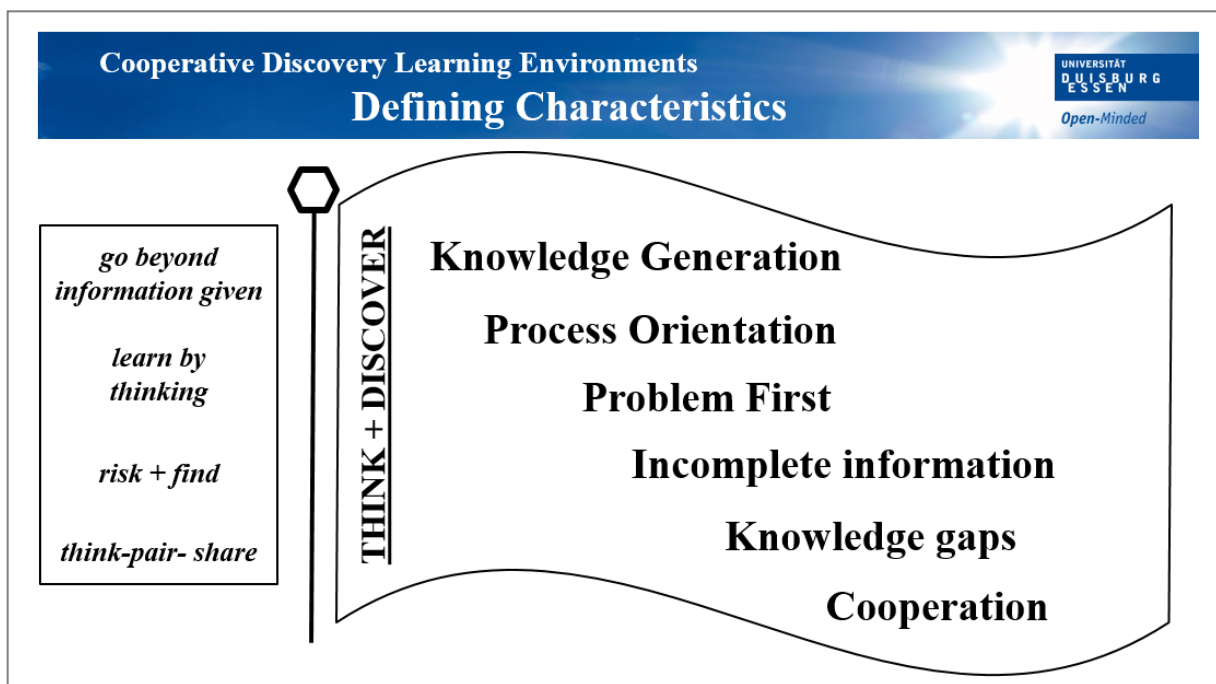 Cooperative Discovery Learning Environments
Defining Characteristics
UNIVERSITÄT
DUISBURG
ESSEN
Open-Minded
go beyond
information given
learn by
thinking
risk + find
think-pair- share
THINK + DISCOVER
Knowledge Generation
Process Orientation
Problem First
Incomplete information
Knowledge gaps
Cooperation